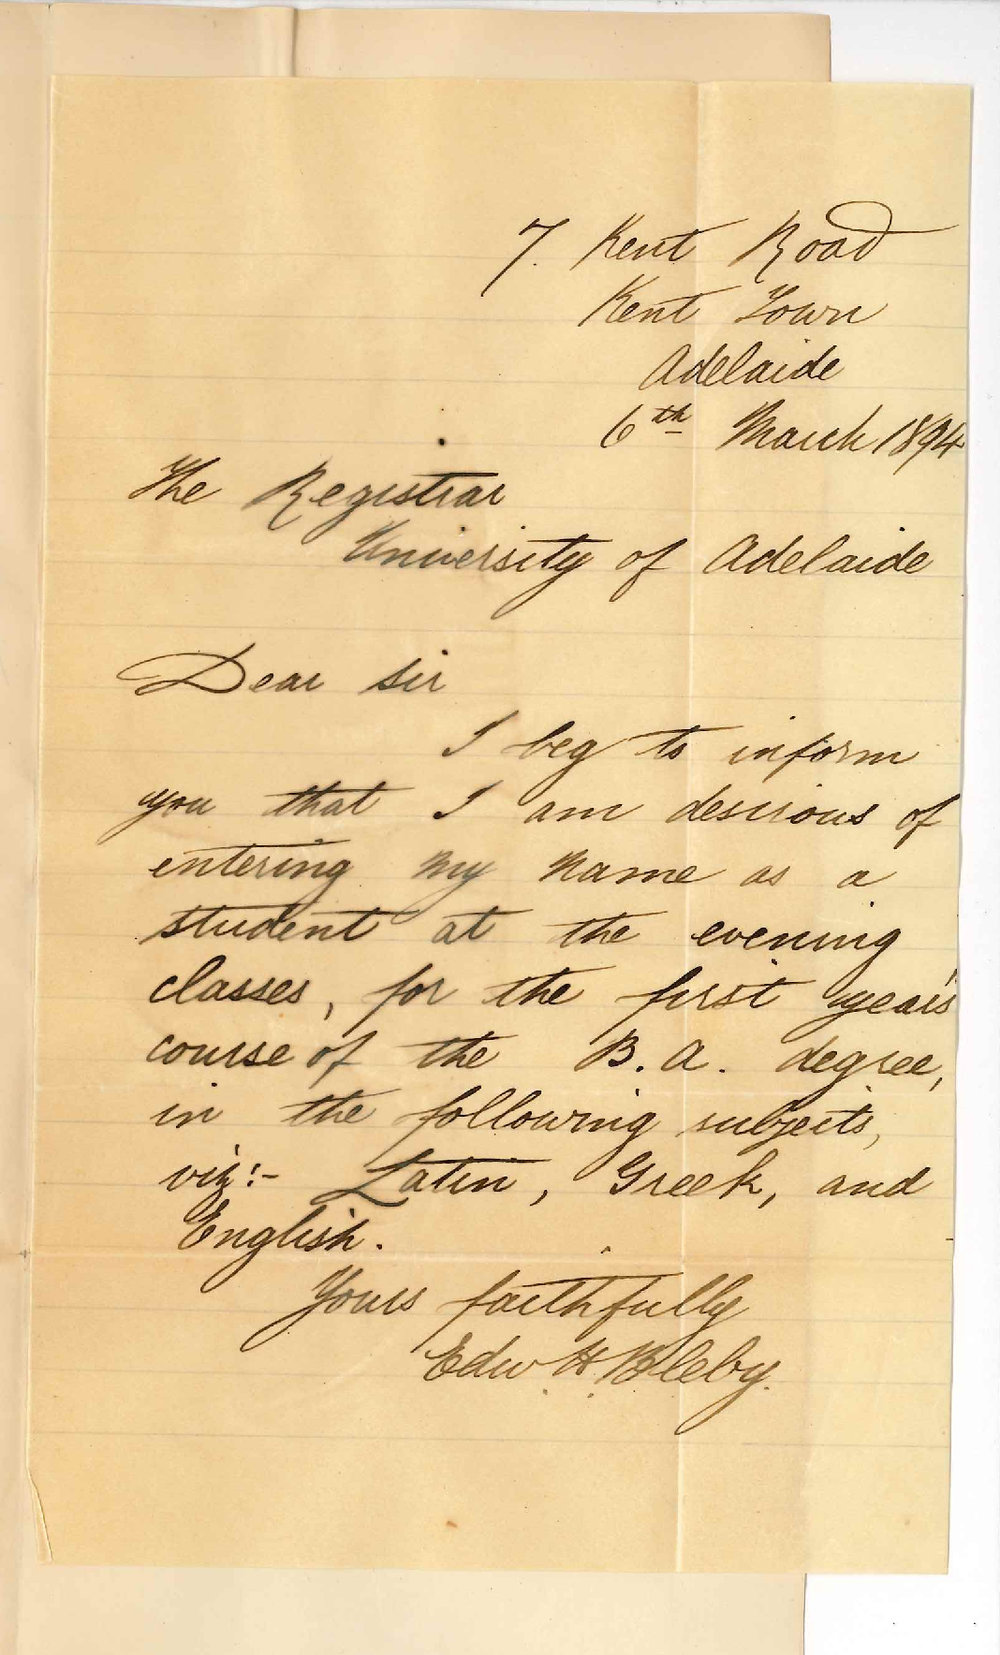 7. Kent Road
Kent Town
Adelaide
6th March 1894
The Registrar
University of Adelaide
Dear Sir
I beg to inform
you that I am desirous of
entering my name as a
student at the evening
classes, for the first year's
course of the B. A. degree,
in the following subjects,
viz:- Latin, Greek, and
English.
Yours faithfully
Edw. H. Bleby.